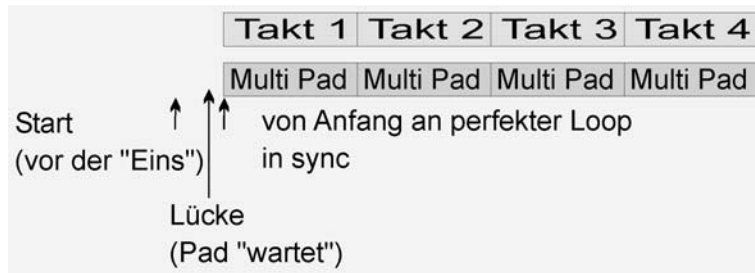 Takt 1 Takt 2 Takt 3 Takt 4
Multi Pad Multi Pad Multi Pad Multi Pad
Start von Anfang an perfekter Loop
(vor der "Eins") in sync
Lücke
(Pad "wartet")